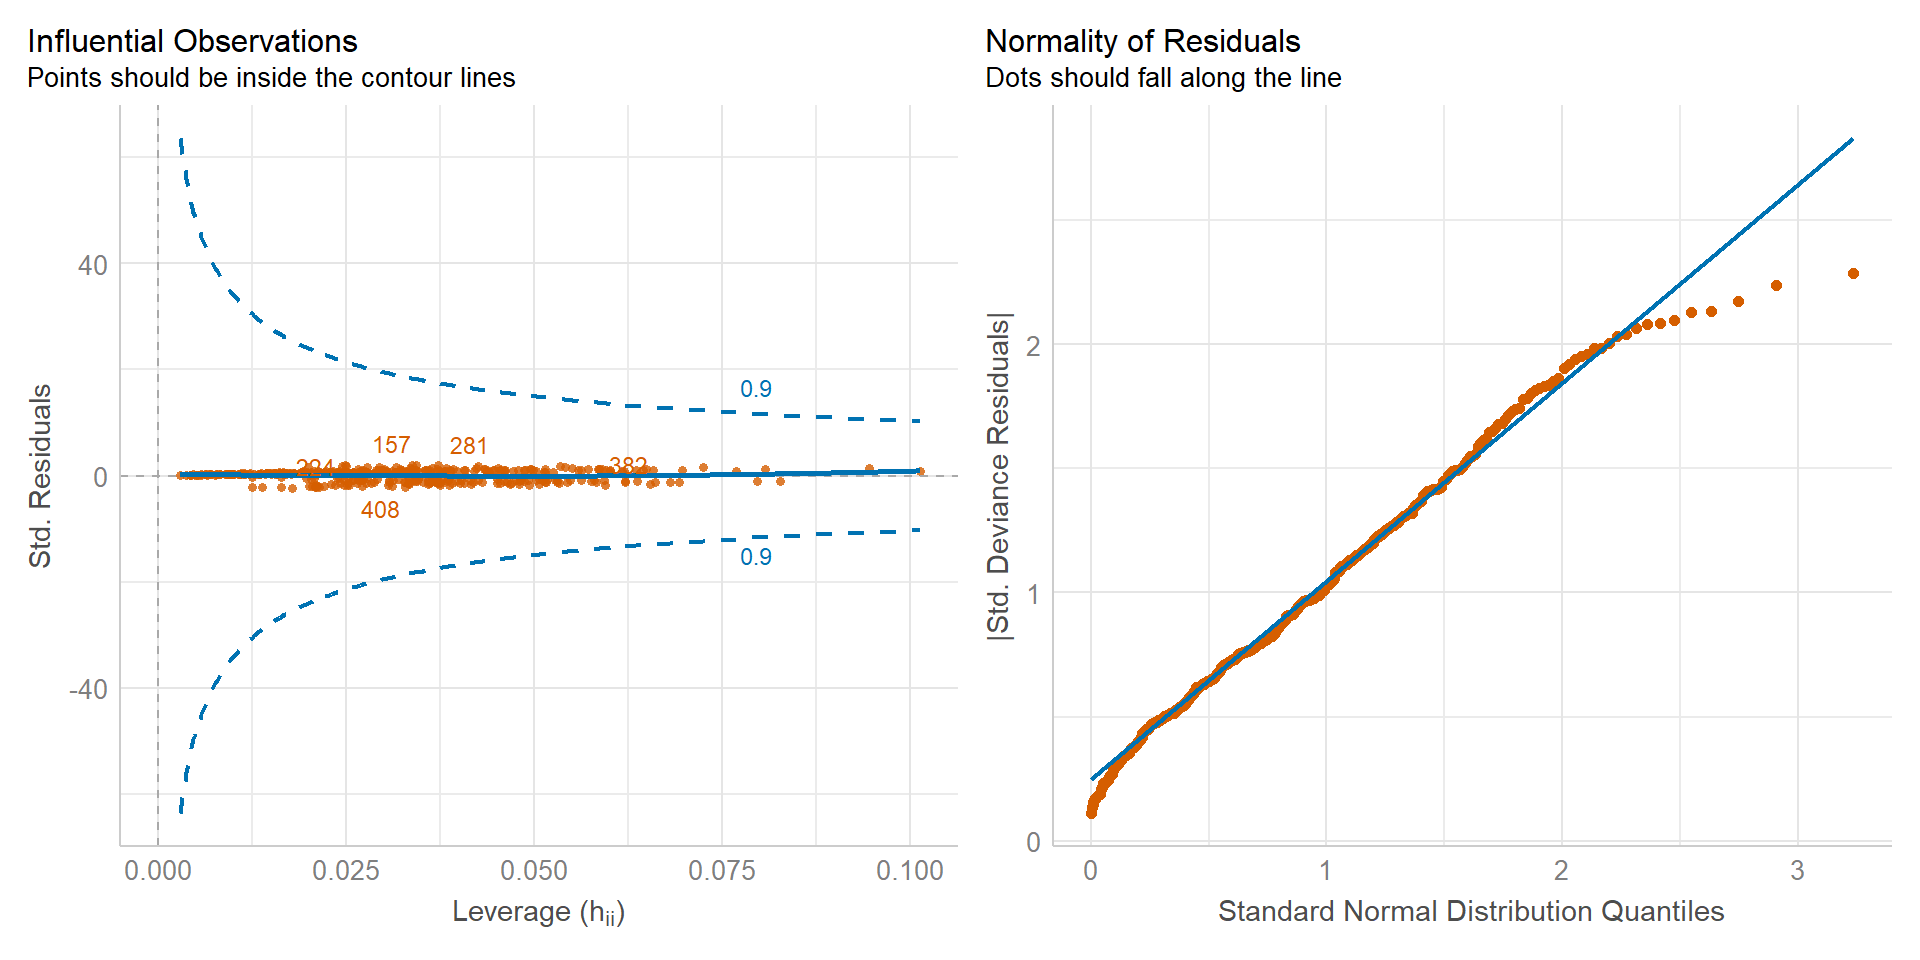 Influential Observations
Points should be inside the contour lines
40
0
-40
Std. Residuals
0.9
157
281
224
382
408
0.9
0.000
0.025
0.050
0.075
0.100
Leverage (hᵢᵢ)
Normality of Residuals
Dots should fall along the line
2
1
0
|Std. Deviance Residuals|
0
1
2
3
Standard Normal Distribution Quantiles